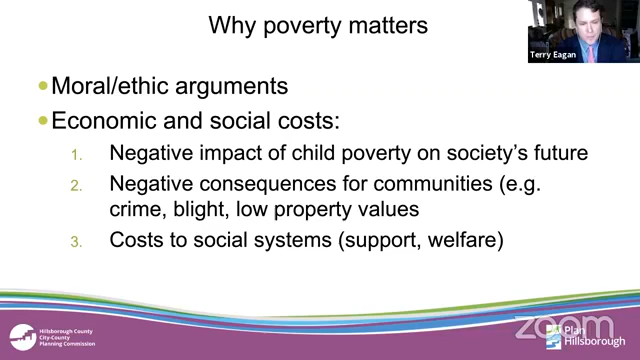 Why poverty matters
Terry Eagan
Moral/ethic arguments
Economic and social costs:
1. Negative impact of child poverty on society's future
2. Negative consequences for communities (e.g.
crime, blight, low property values
3. Costs to social systems (support, welfare)
Hillsborough County
City-County
Planning Commission
zoom
Plan
Hillsborough